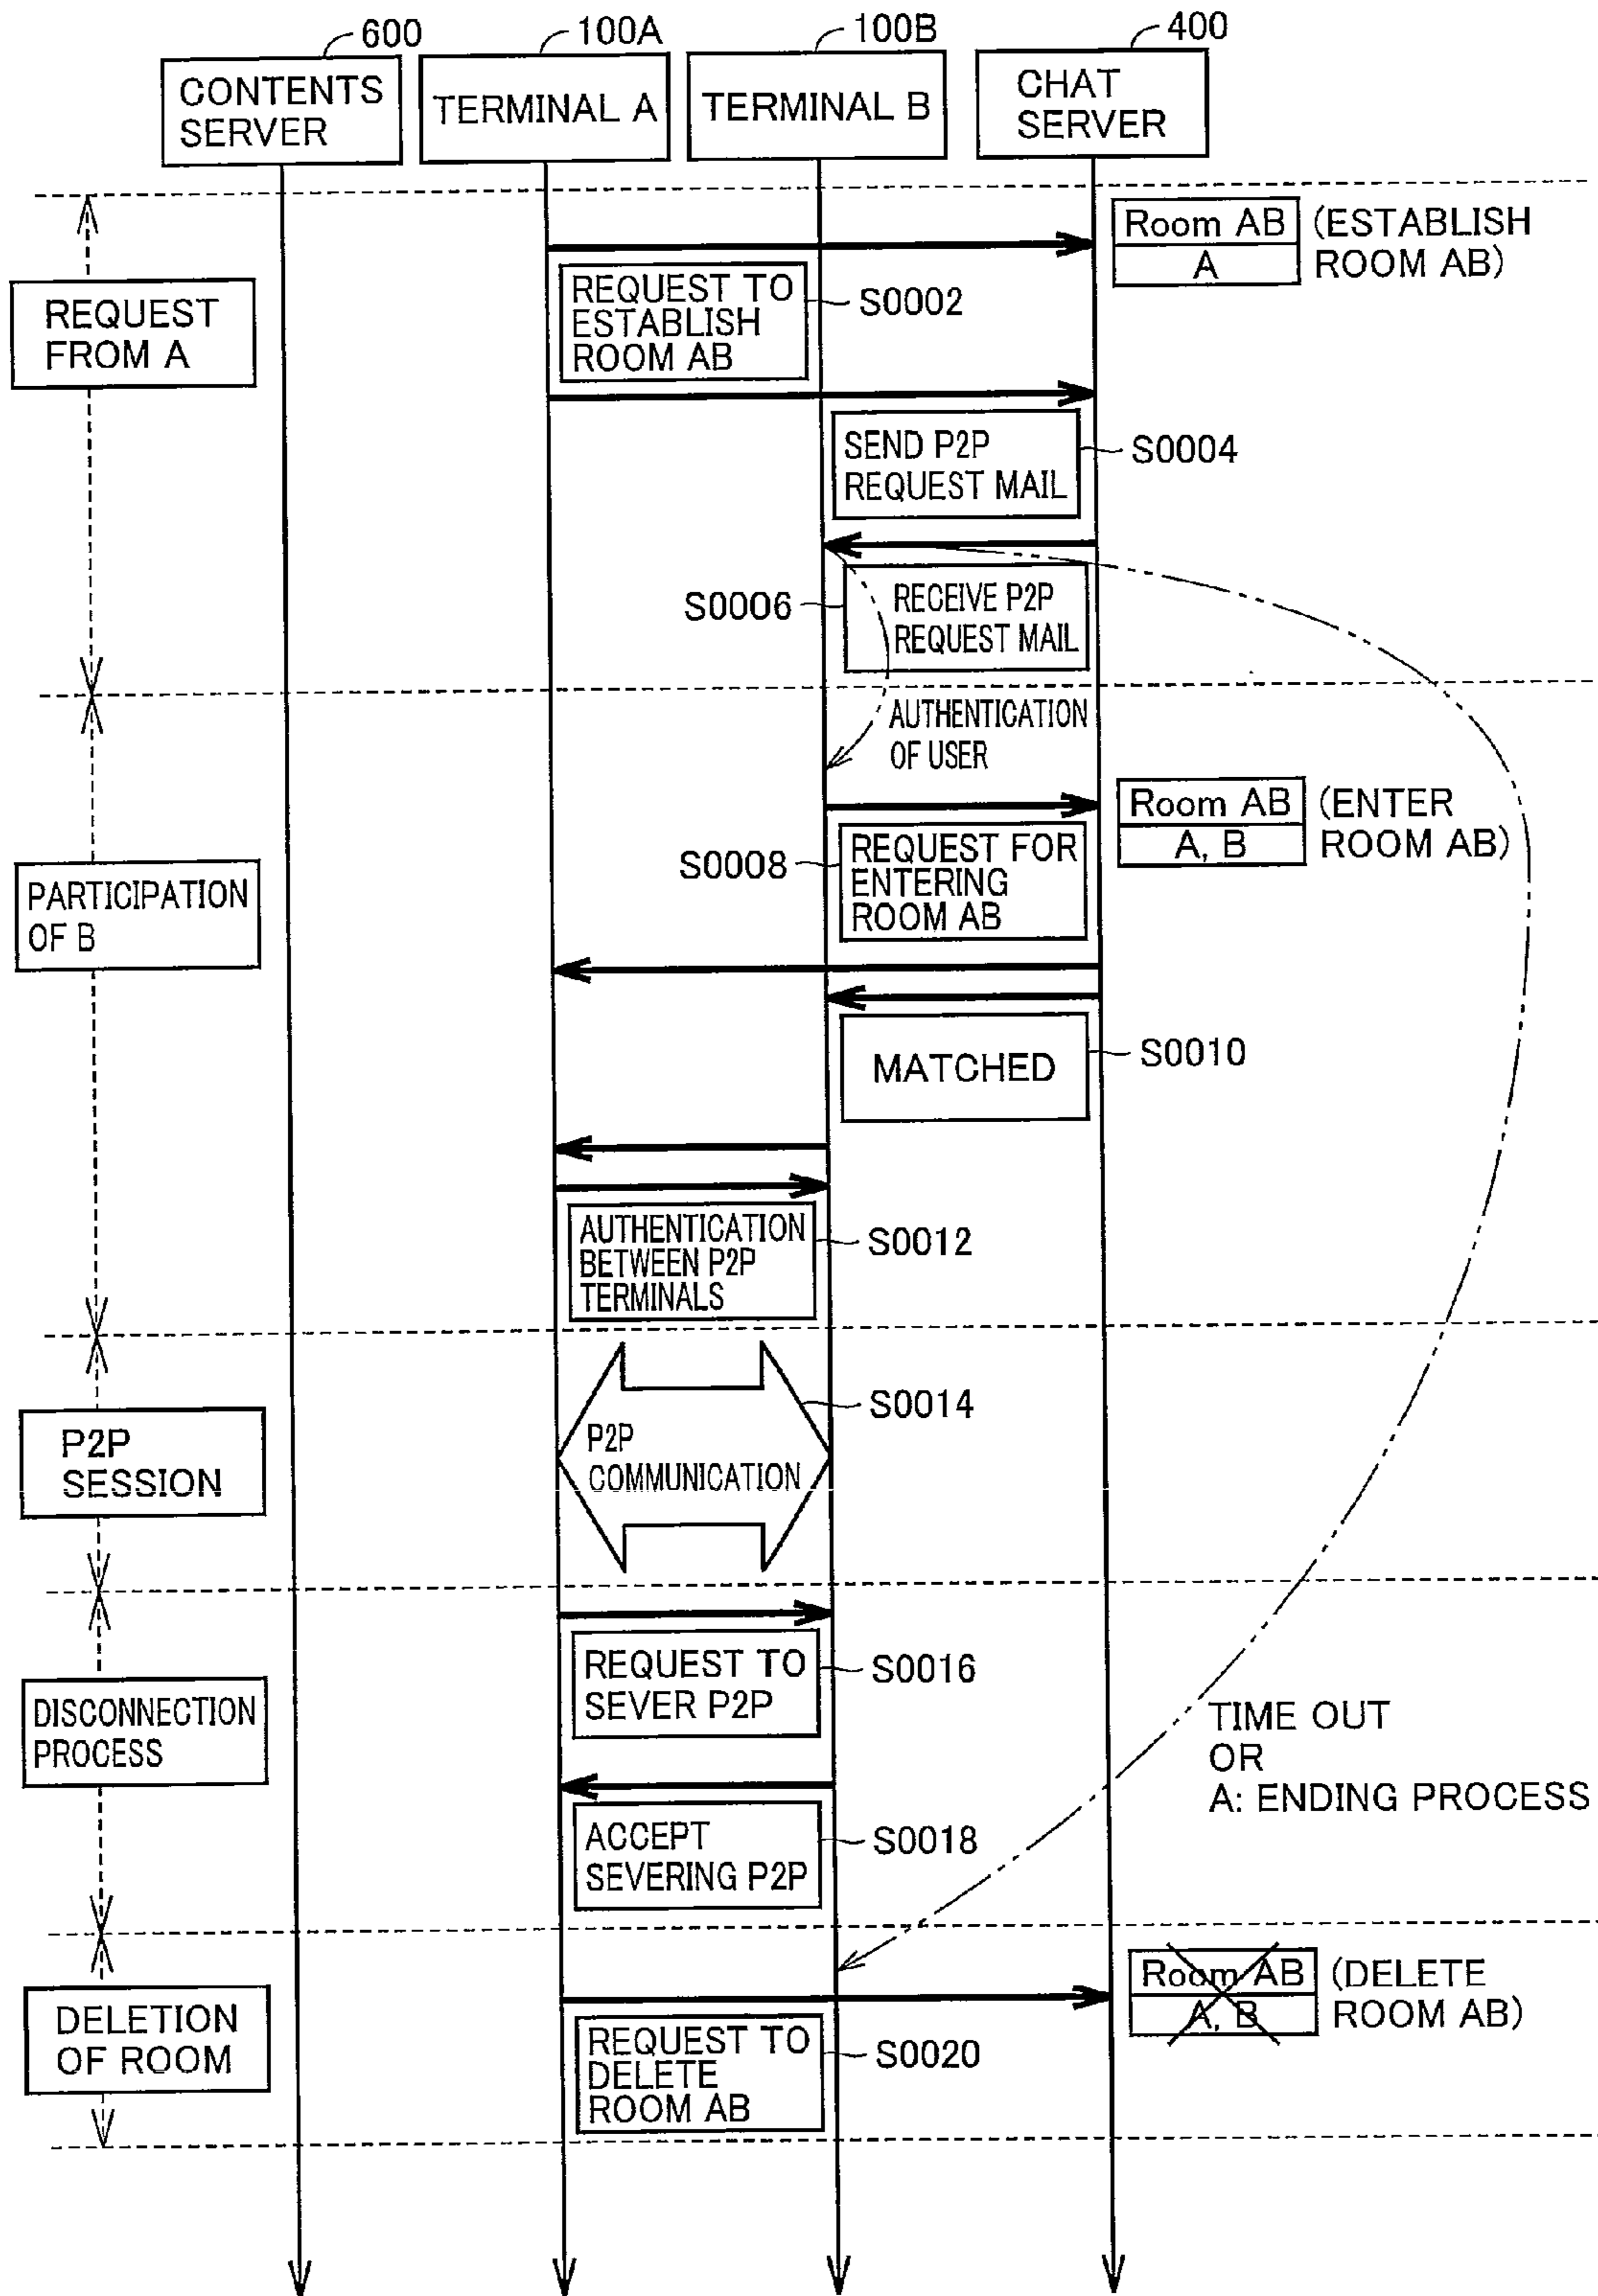 600
100A
100B
400
CONTENTS
SERVER
TERMINAL A
TERMINAL B
CHAT
SERVER
REQUEST
FROM A
Room AB
A
(ESTABLISH
ROOM AB)
REQUEST TO
ESTABLISH
ROOM AB
S0002
SEND P2P
REQUEST MAIL
S0004
S0006
RECEIVE P2P
REQUEST MAIL
AUTHENTICATION
OF USER
PARTICIPATION
OF B
Room AB
A, B
(ENTER
ROOM AB)
S0008
REQUEST FOR
ENTERING
ROOM AB
MATCHED
S0010
AUTHENTICATION
BETWEEN P2P
TERMINALS
S0012
P2P
SESSION
P2P
COMMUNICATION
S0014
DISCONNECTION
PROCESS
REQUEST TO
SEVER P2P
S0016
TIME OUT
OR
A: ENDING PROCESS
ACCEPT
SEVERING P2P
S0018
DELETION
OF ROOM
Room AB
A, B
(DELETE
ROOM AB)
REQUEST TO
DELETE
ROOM AB
S0020